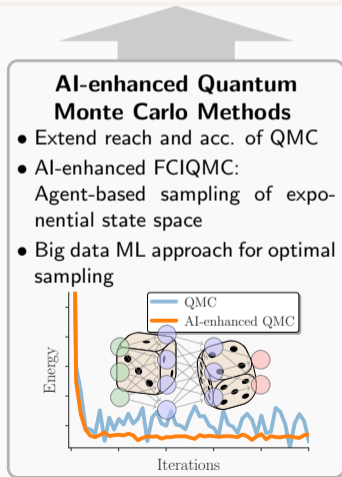 AI-enhanced Quantum
Monte Carlo Methods
• Extend reach and acc. of QMC
• AI-enhanced FCIQMC:
Agent-based sampling of expo-
nential state space
• Big data ML approach for optimal
sampling
QMC
AI-enhanced QMC
Energy
Iterations